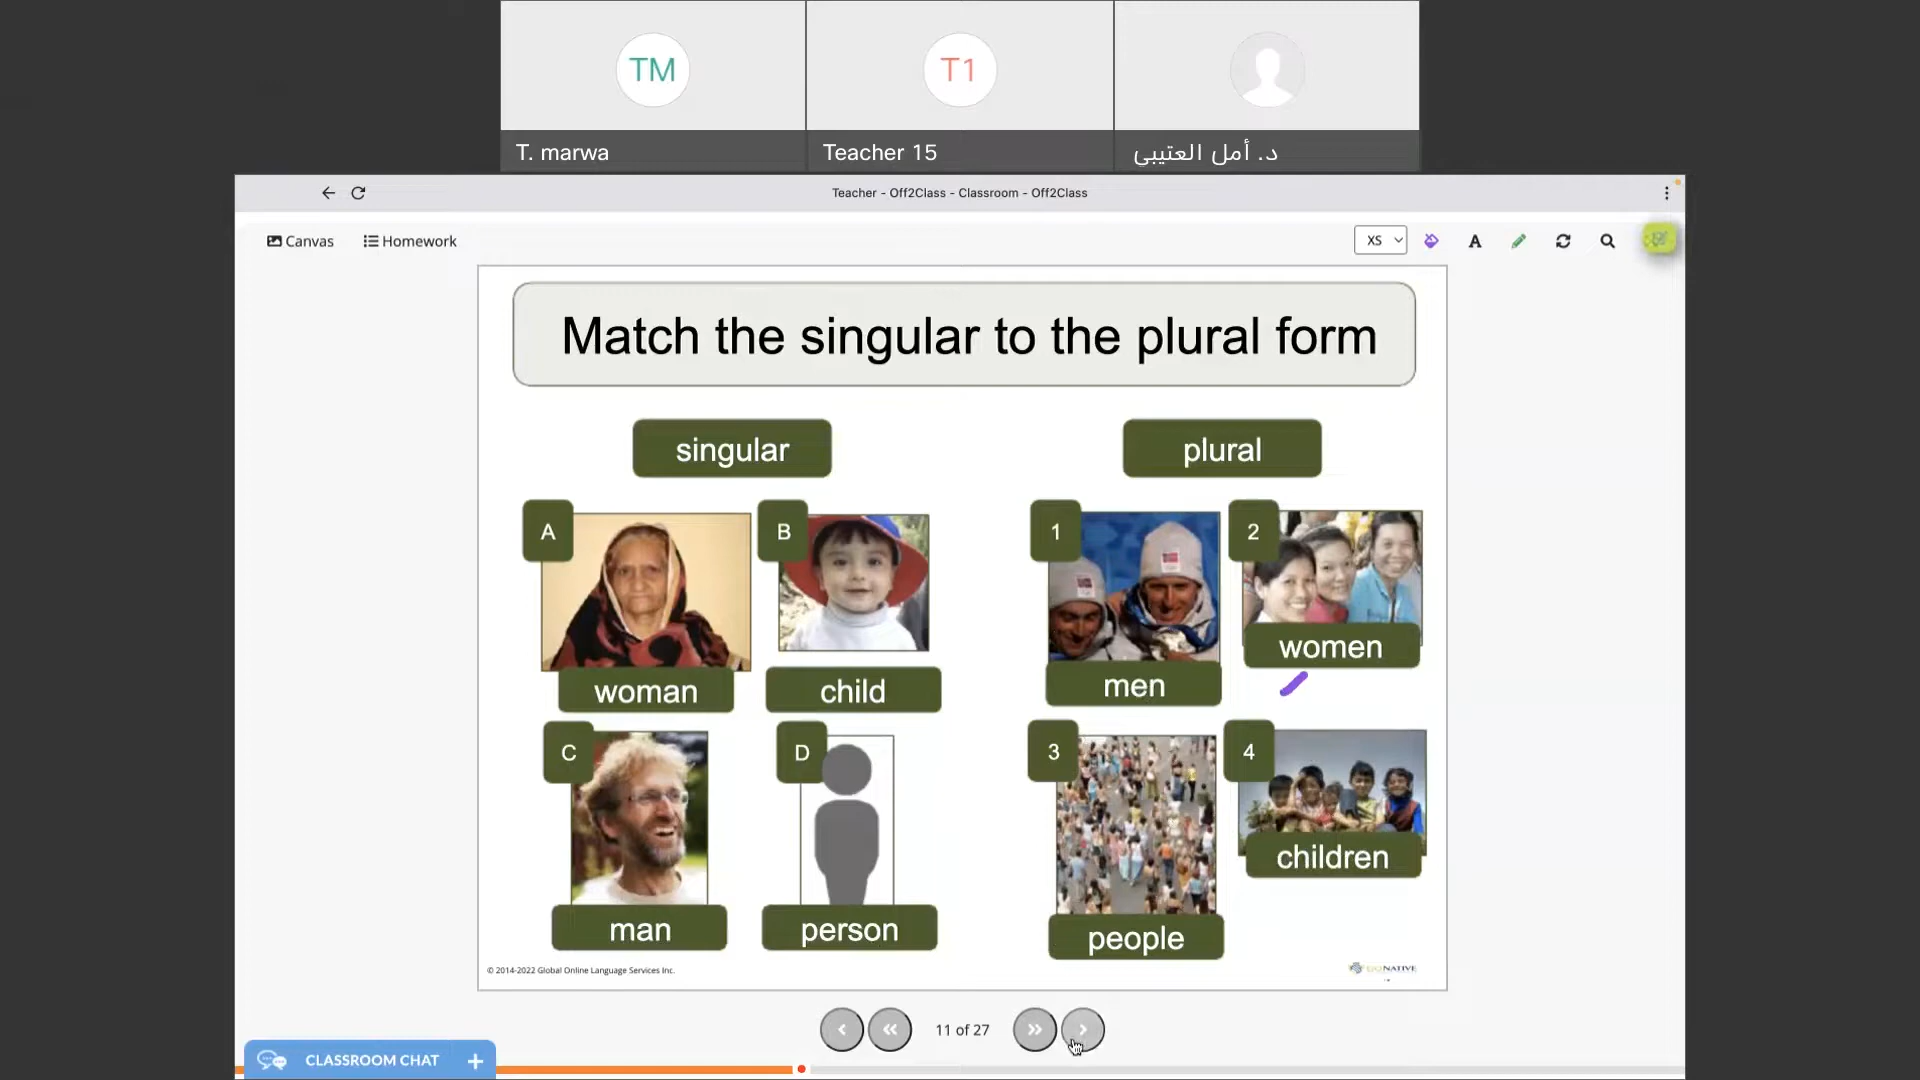 TM
T1
T. marwa
Teacher 15
د. أمل العتيبي
Teacher - Off2Class - Classroom - Off2Class
Canvas
Homework
XS
A
Match the singular to the plural form
singular
plural
A
B
1
2
woman
child
men
women
C
D
3
4
man
person
people
children
© 2014-2022 Global Online Language Services Inc.
11 of 27
CLASSROOM CHAT +